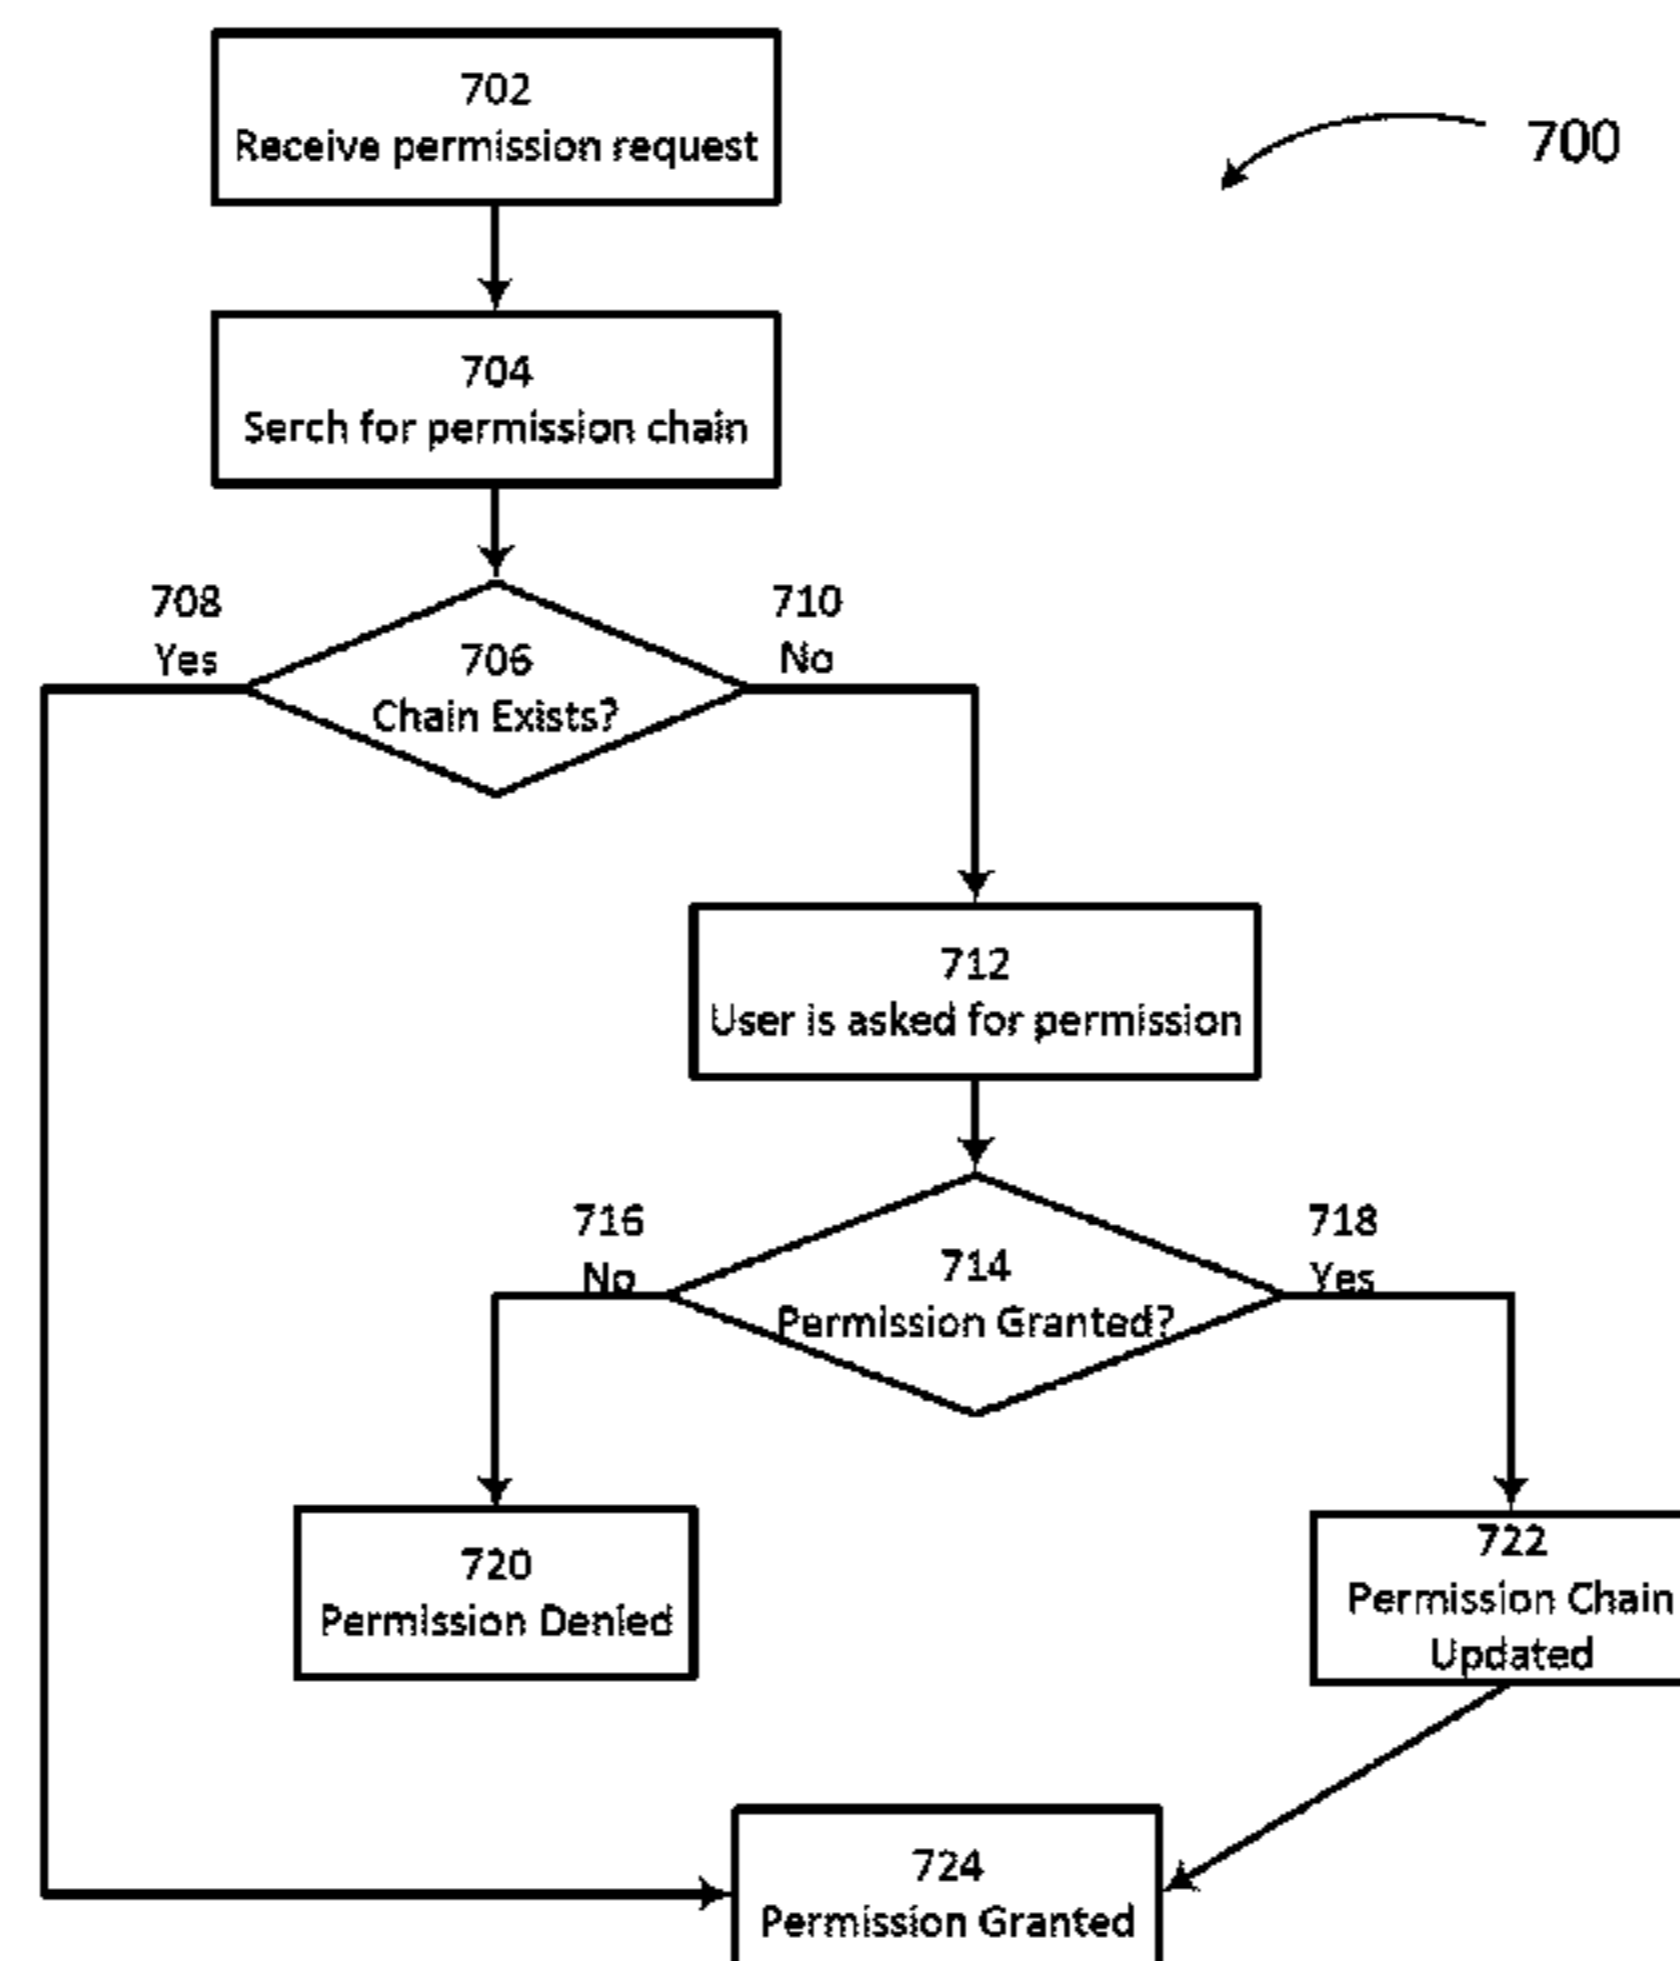 702
Receive permission request
700
704
Serch for permission chain
708
Yes
706
Chain Exists?
710
No
712
User is asked for permission
716
No
714
Permission Granted?
718
Yes
720
Permission Denied
722
Permission Chain
Updated
724
Permission Granted